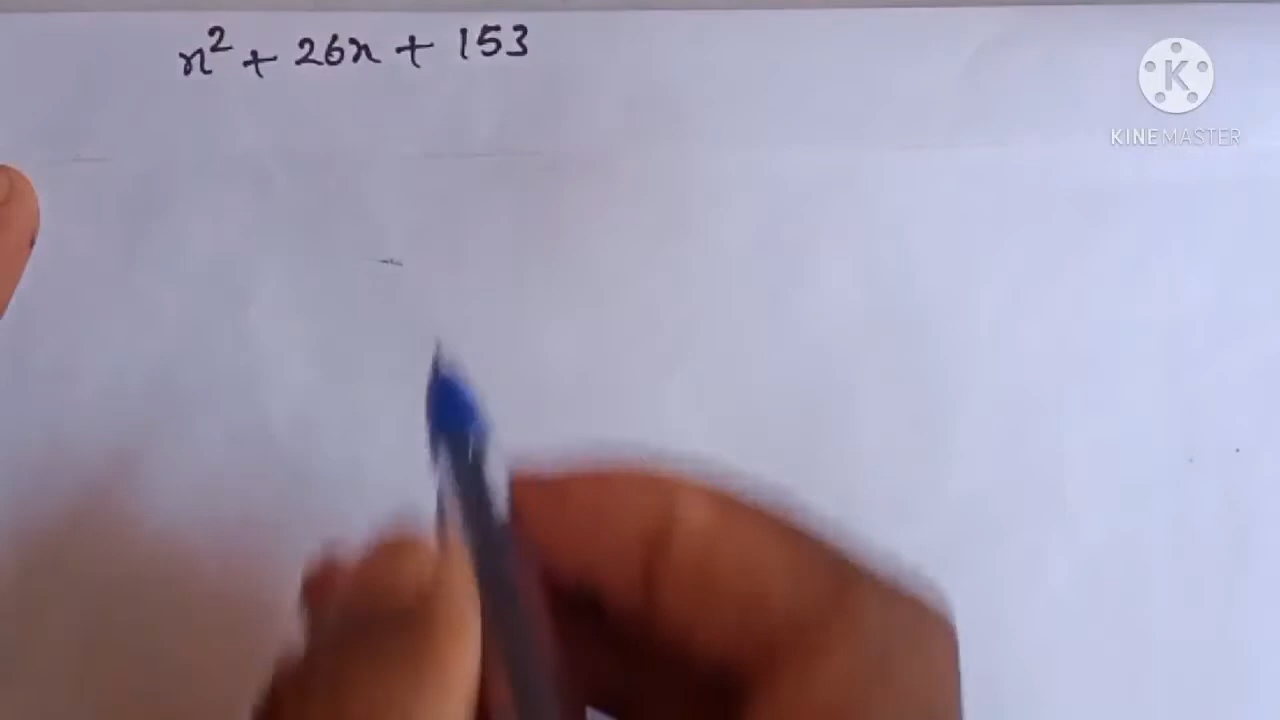 x² + 26x + 153
K
KINEMASTER